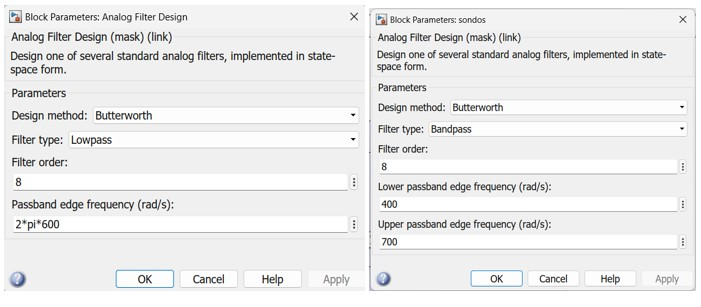 Block Parameters: Analog Filter Design
Analog Filter Design (mask) (link)
Design one of several standard analog filters, implemented in state-
space form.
Parameters
Design method: Butterworth
Filter type: Lowpass
Filter order:
8
Passband edge frequency (rad/s):
2*pi*600
OK Cancel Help Apply
Block Parameters: sondos
Analog Filter Design (mask) (link)
Design one of several standard analog filters, implemented in state-
space form.
Parameters
Design method: Butterworth
Filter type: Bandpass
Filter order:
8
Lower passband edge frequency (rad/s):
400
Upper passband edge frequency (rad/s):
700
OK Cancel Help Apply